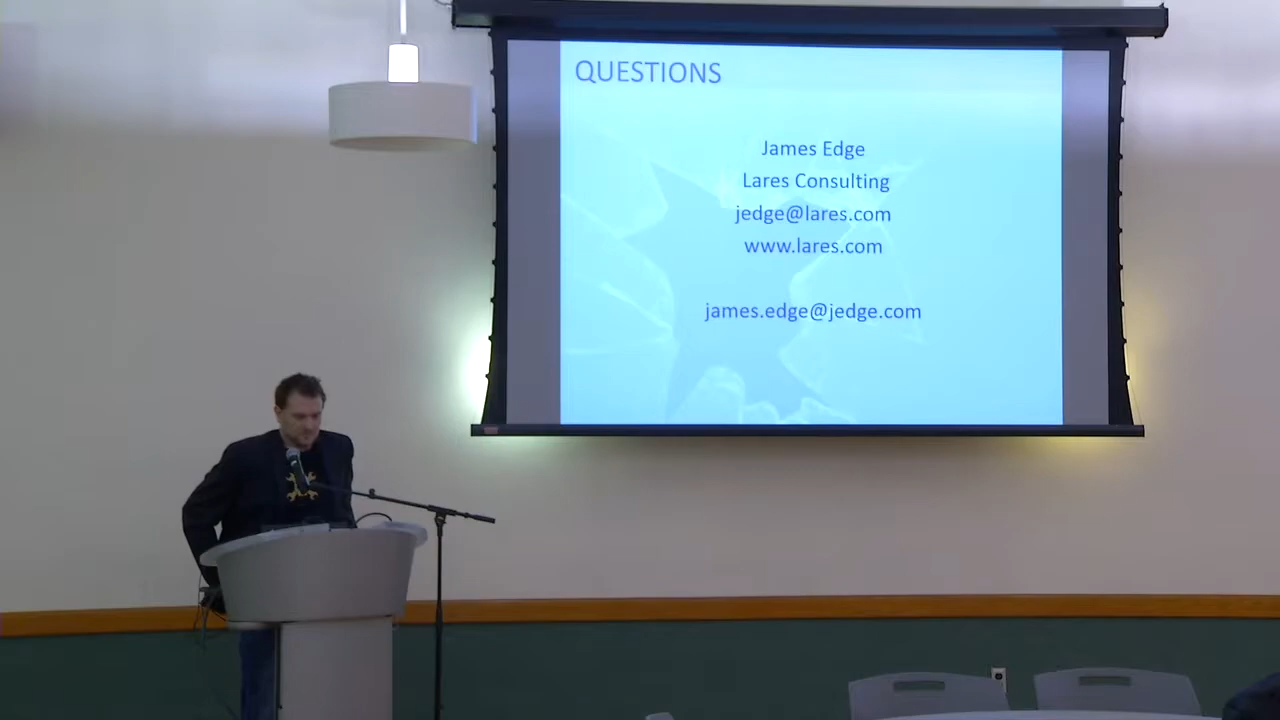 QUESTIONS
James Edge
Lares Consulting
jedge@lares.com
www.lares.com
james.edge@jedge.com